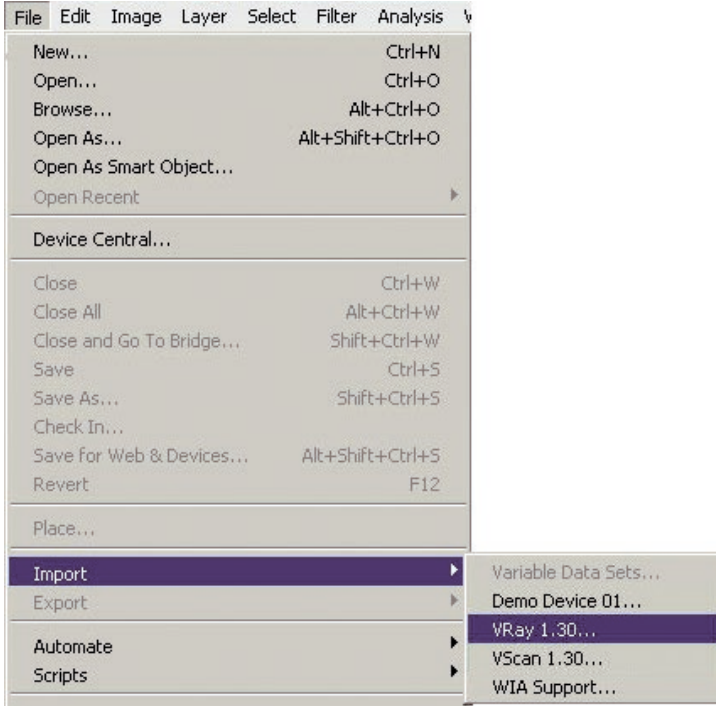 File Edit Image Layer Select Filter Analysis
New... Ctrl+N
Open... Ctrl+O
Browse... Alt+Ctrl+O
Open As... Alt+Shift+Ctrl+O
Open As Smart Object...
Open Recent
Device Central...
Close Ctrl+W
Close All Alt+Ctrl+W
Close and Go To Bridge... Shift+Ctrl+W
Save Ctrl+S
Save As... Shift+Ctrl+S
Check In...
Save for Web & Devices... Alt+Shift+Ctrl+S
Revert F12
Place...
Import
Export
Automate
Scripts
Variable Data Sets...
Demo Device 01...
VRay 1.30...
VScan 1.30...
WIA Support...